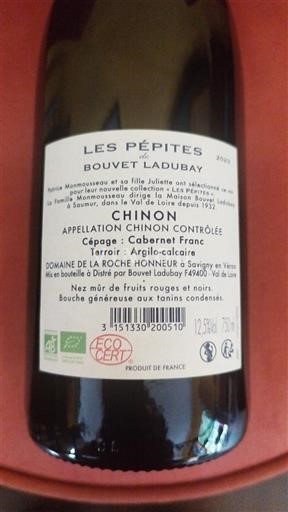 LES PÉPITES
de
BOUVET LADUBAY
Patrice Monmousseau et sa fille Juliette ont sélectionné ce vin
pour leur nouvelle collection « LES PÉPITES ».
La Famille Monmousseau dirige la Maison Bouvet Ladubay
à Saumur, dans le Val de Loire depuis 1932.
CHINON
APPELLATION CHINON CONTRÔLÉE
Cépage : Cabernet Franc
Terroir : Argilo-calcaire
DOMAINE DE LA ROCHE HONNEUR à Savigny en Véron
Mis en bouteille à Distré par Bouvet Ladubay F49400 - Val de Loire
Nez mûr de fruits rouges et noirs.
Bouche généreuse aux tanins condensés.
3 151330 200510
12,5%Vol. 750ml
AB
ECO
CERT
PRODUIT DE FRANCE